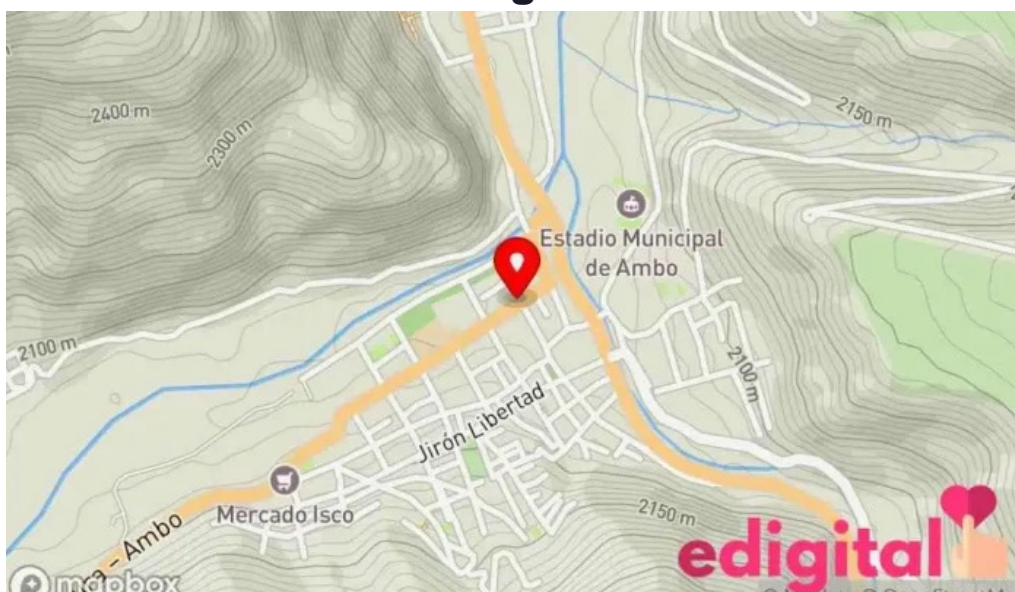 2400 m
2300 m
2150 m
Estadio Municipal
de Ambo
2100 m
2100 m
Jirón Libertad
Mercado Isco
2150 m
Ambo
edigital
mapbox